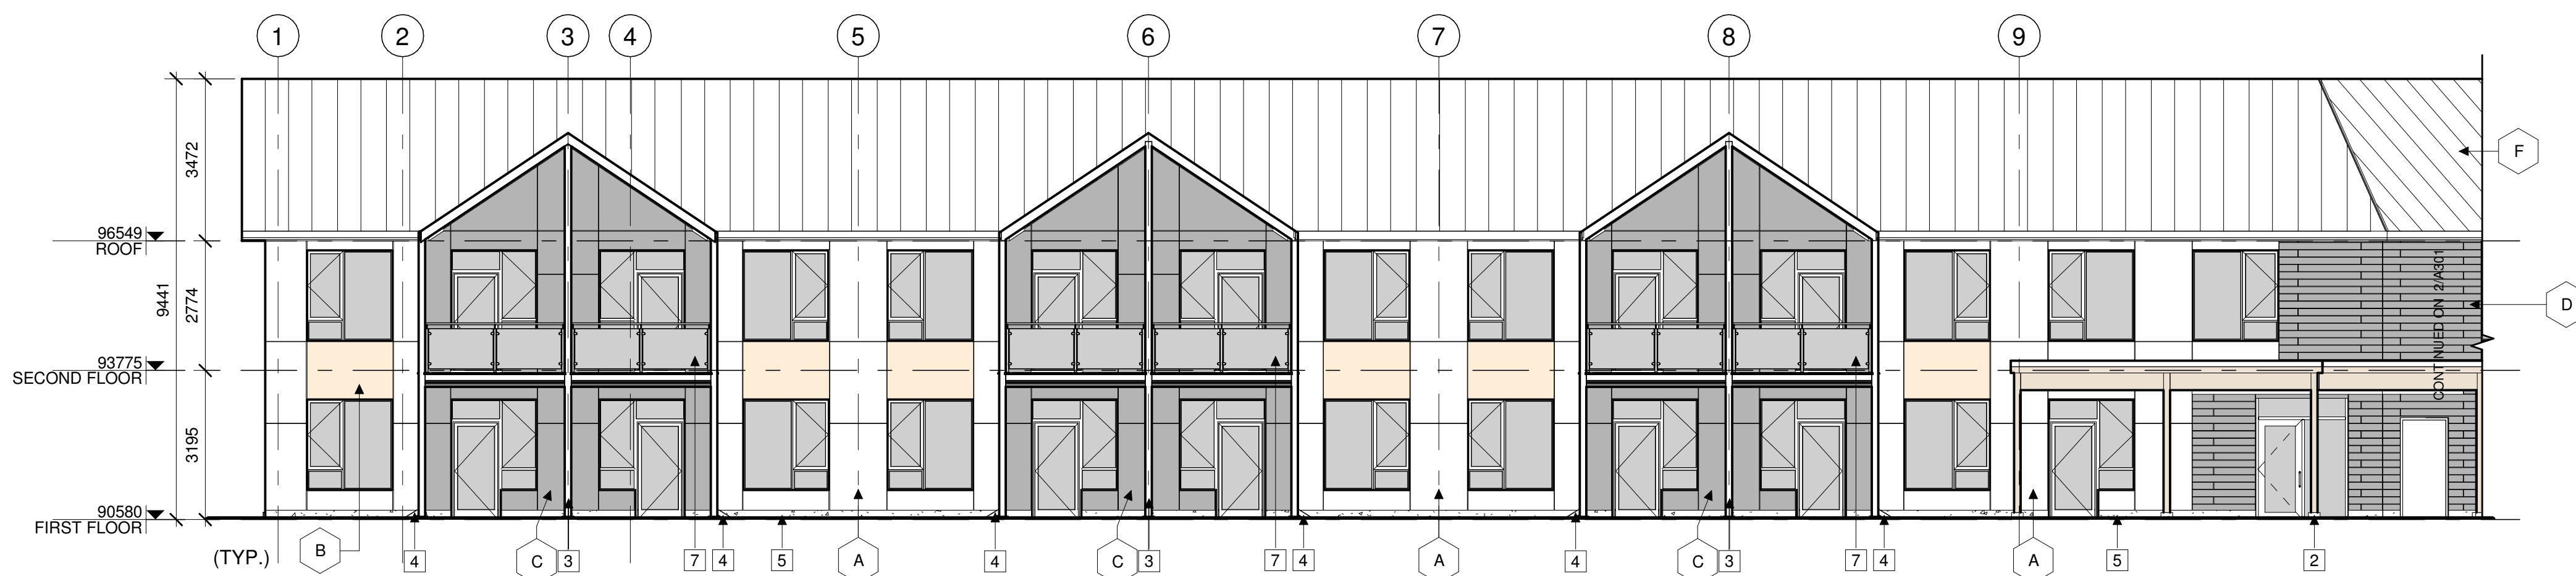 1 2 3 4 5 6 7 8 9
F
3472
96549
ROOF
9441
2774
CONTINUED ON 2/A301
D
93775
SECOND FLOOR
3195
90580
FIRST FLOOR
(TYP.) B 4 C 3 7 4 5 A 4 C 3 7 4 A 4 C 3 7 4 A 5 2